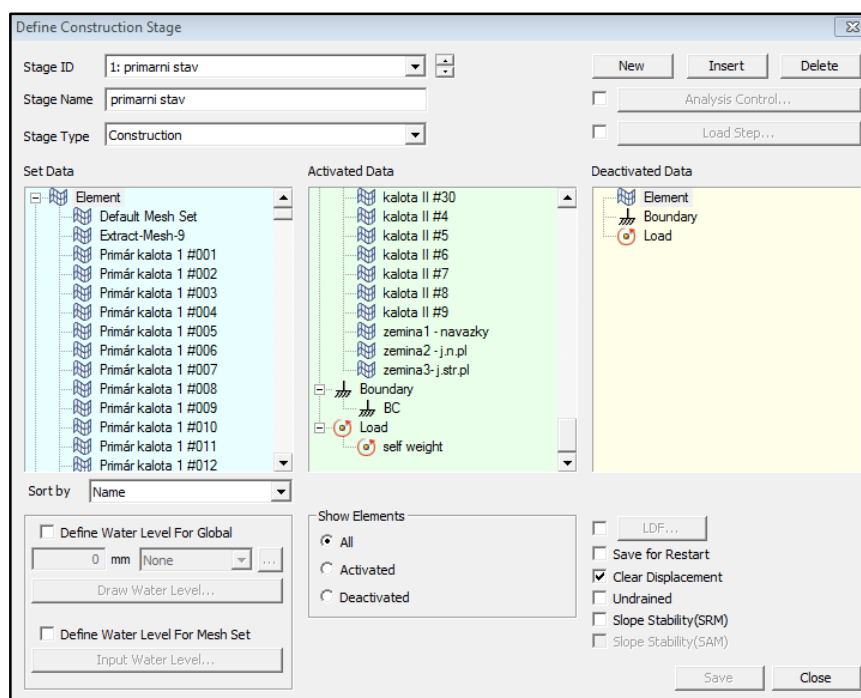 Define Construction Stage
Stage ID 1: primarni stav New Insert Delete
Stage Name primarni stav Analysis Control...
Stage Type Construction Load Step...
Set Data Activated Data Deactivated Data
Element kalota II #30 Element
Default Mesh Set kalota II #4 Boundary
Extract-Mesh-9 kalota II #5 Load
Primár kalota 1 #001 kalota II #6
Primár kalota 1 #002 kalota II #7
Primár kalota 1 #003 kalota II #8
Primár kalota 1 #004 kalota II #9
Primár kalota 1 #005 zemina1 - navazky
Primár kalota 1 #006 zemina2 - j.n.pl
Primár kalota 1 #007 zemina3- j.str.pl
Primár kalota 1 #008 Boundary
Primár kalota 1 #009 BC
Primár kalota 1 #010 Load
Primár kalota 1 #011 self weight
Primár kalota 1 #012
Sort by Name
Define Water Level For Global
0 mm None ...
Draw Water Level...
Define Water Level For Mesh Set
Input Water Level...
Show Elements
All
Activated
Deactivated
LDF...
Save for Restart
Clear Displacement
Undrained
Slope Stability(SRM)
Slope Stability(SAM)
Save Close